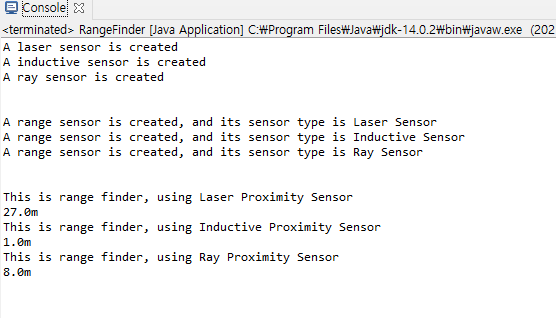 Console
<terminated> RangeFinder [Java Application] C:₩Program Files₩Java₩jdk-14.0.2₩bin₩javaw.exe (202
A laser sensor is created
A inductive sensor is created
A ray sensor is created
A range sensor is created, and its sensor type is Laser Sensor
A range sensor is created, and its sensor type is Inductive Sensor
A range sensor is created, and its sensor type is Ray Sensor
This is range finder, using Laser Proximity Sensor
27.0m
This is range finder, using Inductive Proximity Sensor
1.0m
This is range finder, using Ray Proximity Sensor
8.0m